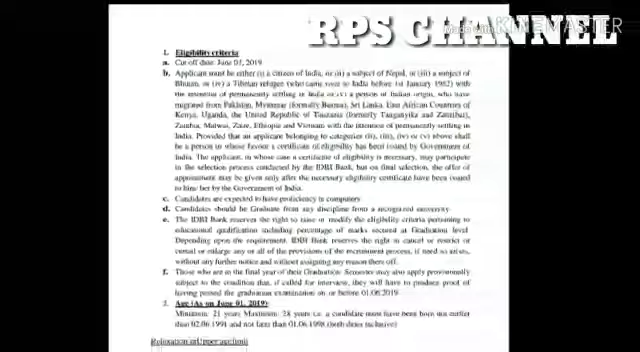 RPS CHANNEL
Made with KINEMASTER
1. Eligibility criteria
a. Cut off date: June 01, 2019
b. Applicant must be either (i) a citizen of India, or (ii) a subject of Nepal, or (iii) a subject of
Bhutan, or (iv) a Tibetan refugee (who came over to India before 1st January 1962) with
the intention of permanently settling in India or (v) a person of Indian origin, who have
migrated from Pakistan, Myanmar (formally Burma), Sri Lanka, East African Countries of
Kenya, Uganda, the United Republic of Tanzania (formerly Tanganyika and Zanzibar),
Zambia, Malawi, Zaire, Ethiopia and Vietnam with the intention of permanently settling in
India. Provided that an applicant belonging to categories (ii), (iii), (iv) or (v) above shall
be a person in whose favour a certificate of eligibility has been issued by Government of
India. The applicant, in whose case a certificate of eligibility is necessary, may participate
in the selection process conducted by the IDBI Bank, but on final selection, the offer of
appointment may be given only after the necessary eligibility certificate have been issued
to him/ her by the Government of India.
c. Candidates are expected to have proficiency in computers
d. Candidates should be Graduate from any discipline from a recognized university
e. The IDBI Bank reserves the right to raise or modify the eligibility criteria pertaining to
educational qualification including percentage of marks secured at Graduation level.
Depending upon the requirement, IDBI Bank reserves the right to cancel or restrict or
curtail or enlarge any or all of the provisions of the recruitment process, if need so arises,
without any further notice and without assigning any reason there off.
f. Those who are in the final year of their Graduation/ Semester may also apply provisionally
subject to the condition that, if called for interview, they will have to produce proof of
having passed the graduation examination on or before 01.06.2019
2. Age (As on June 01, 2019):
Minimum: 21 years Maximum: 28 years i.e. a candidate must have been born not earlier
than 02.06.1991 and not later than 01.06.1998 (both dates inclusive)
Relaxation of Upper age limit